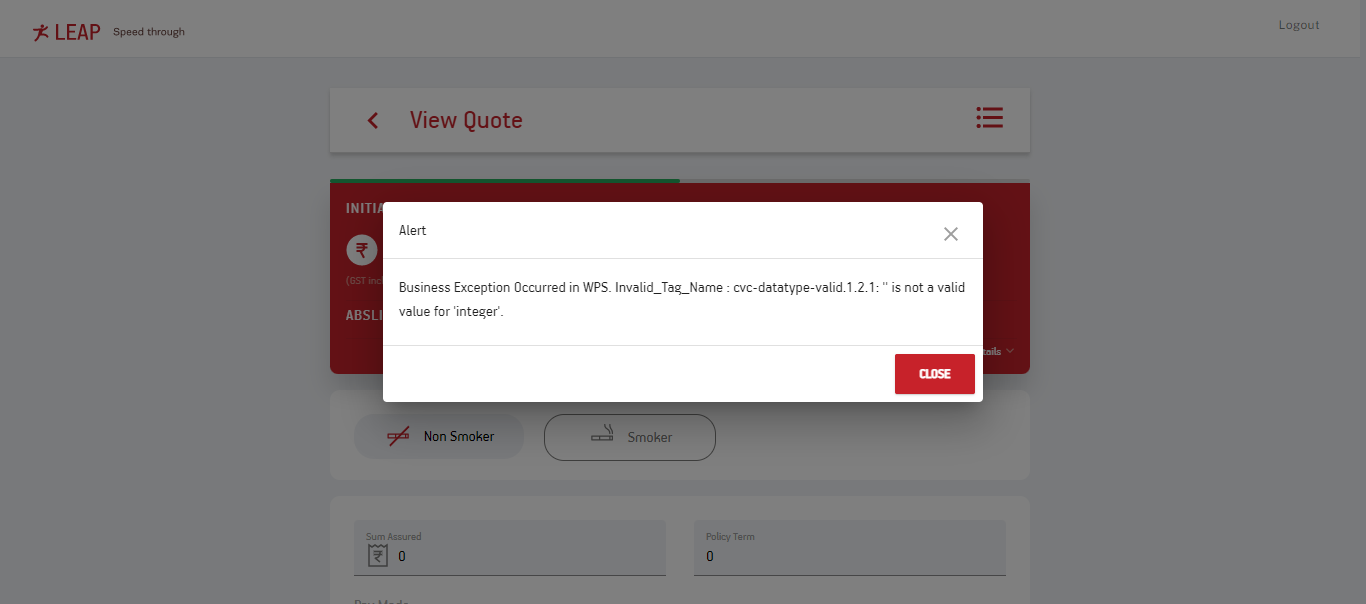 LEAP Speed through
Logout
View Quote
INITIA
Alert
(GST incl
Business Exception Occurred in WPS. Invalid_Tag_Name : cvc-datatype-valid.1.2.1: '' is not a valid
value for 'integer'.
ABSLI
tails
CLOSE
Non Smoker
Smoker
Sum Assured
0
Policy Term
0
Pay Mode